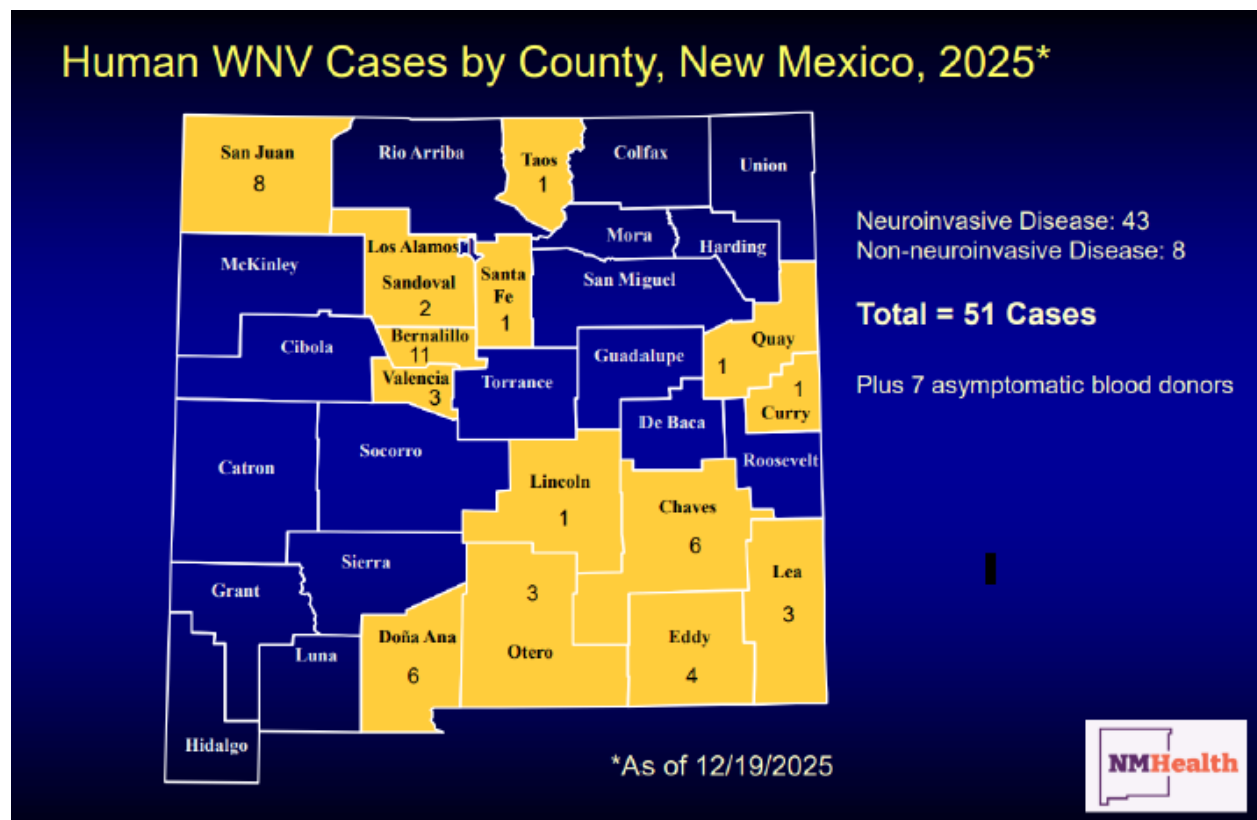 Human WNV Cases by County, New Mexico, 2025*
San Juan
8
Rio Arriba
Taos
1
Colfax
Union
Los Alamos
Mora
Harding
McKinley
Sandoval
2
Santa
Fe
1
San Miguel
Bernalillo
11
Cibola
Valencia
3
Torrance
Guadalupe
Quay
1
1
Curry
De Baca
Catron
Socorro
Roosevelt
Lincoln
1
Chaves
6
Sierra
Lea
3
Grant
3
Otero
Doña Ana
6
Eddy
4
Luna
Hidalgo
Neuroinvasive Disease: 43
Non-neuroinvasive Disease: 8
Total = 51 Cases
Plus 7 asymptomatic blood donors
*As of 12/19/2025
NMHealth